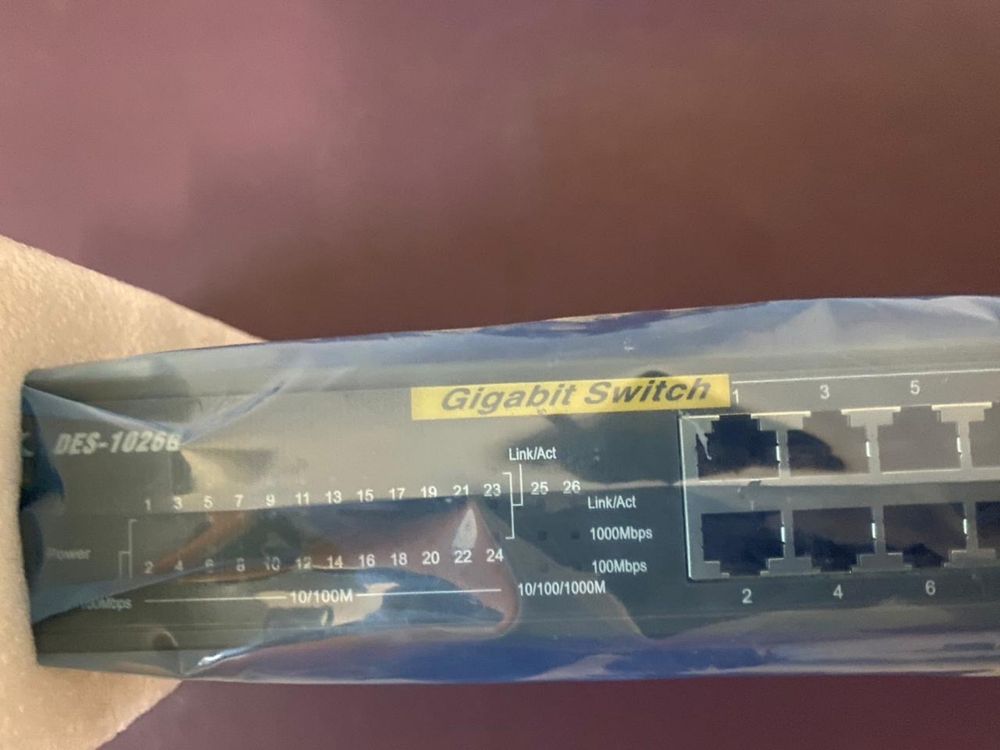 Gigabit Switch
1 3 5
DES-1026G
Link/Act
1 3 5 7 9 11 13 15 17 19 21 23 25 26
Link/Act
1000Mbps
Power
2 4 6 8 10 12 14 16 18 20 22 24
100Mbps
100Mbps
10/100M
10/100/1000M
2 4 6